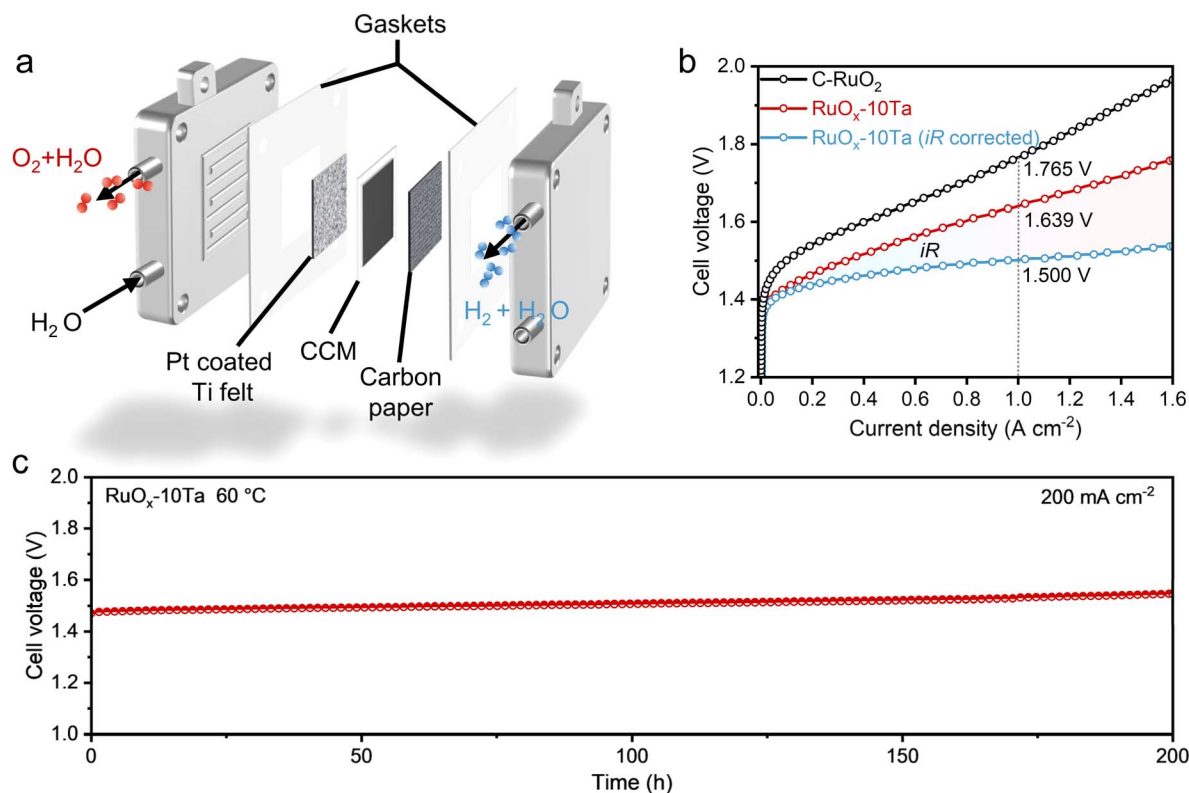 a
Gaskets
O₂+H₂O
H₂O
Pt coated
Ti felt
CCM
Carbon
paper
H₂ + H₂O
b
C-RuO₂
RuOₓ-10Ta
RuOₓ-10Ta (iR corrected)
1.765 V
1.639 V
1.500 V
iR
Cell voltage (V)
2.0
1.8
1.6
1.4
1.2
0.0 0.2 0.4 0.6 0.8 1.0 1.2 1.4 1.6
Current density (A cm⁻²)
c
RuOₓ-10Ta 60 °C
200 mA cm⁻²
Cell voltage (V)
2.0
1.8
1.6
1.4
1.2
1.0
0 50 100 150 200
Time (h)